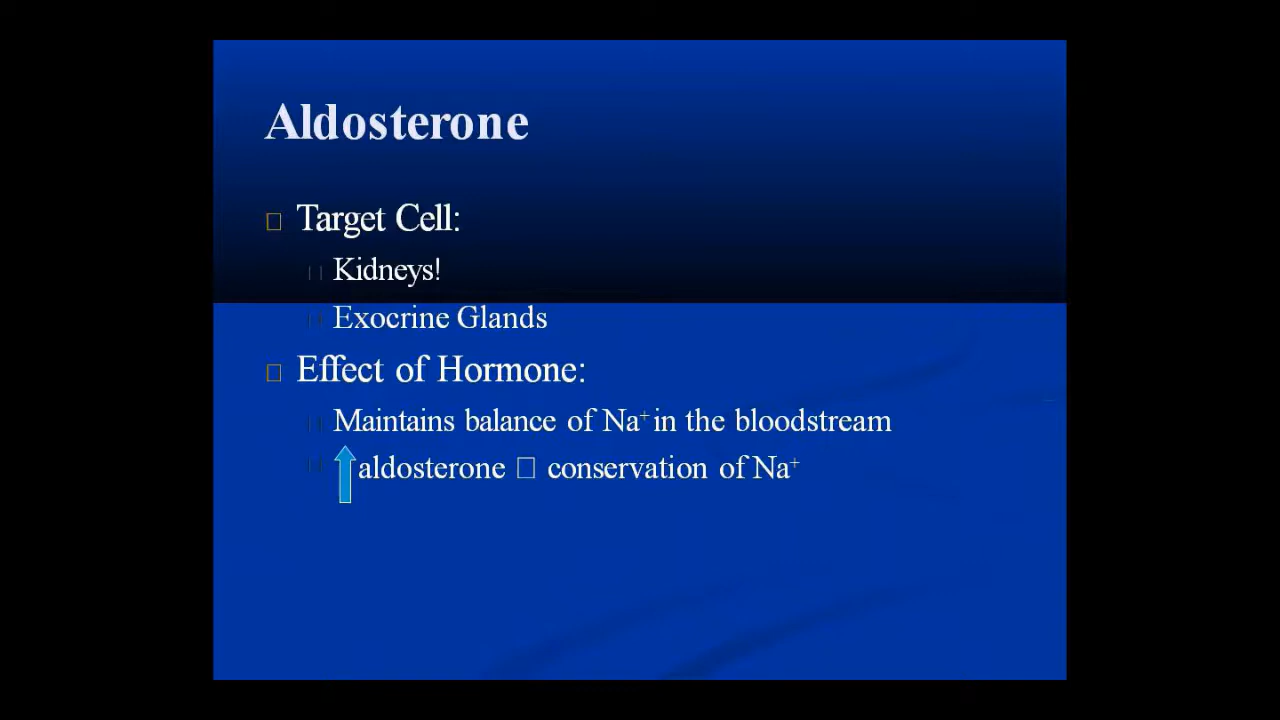 Aldosterone
Target Cell:
Kidneys!
Exocrine Glands
Effect of Hormone:
Maintains balance of Na⁺ in the bloodstream
aldosterone □ conservation of Na⁺